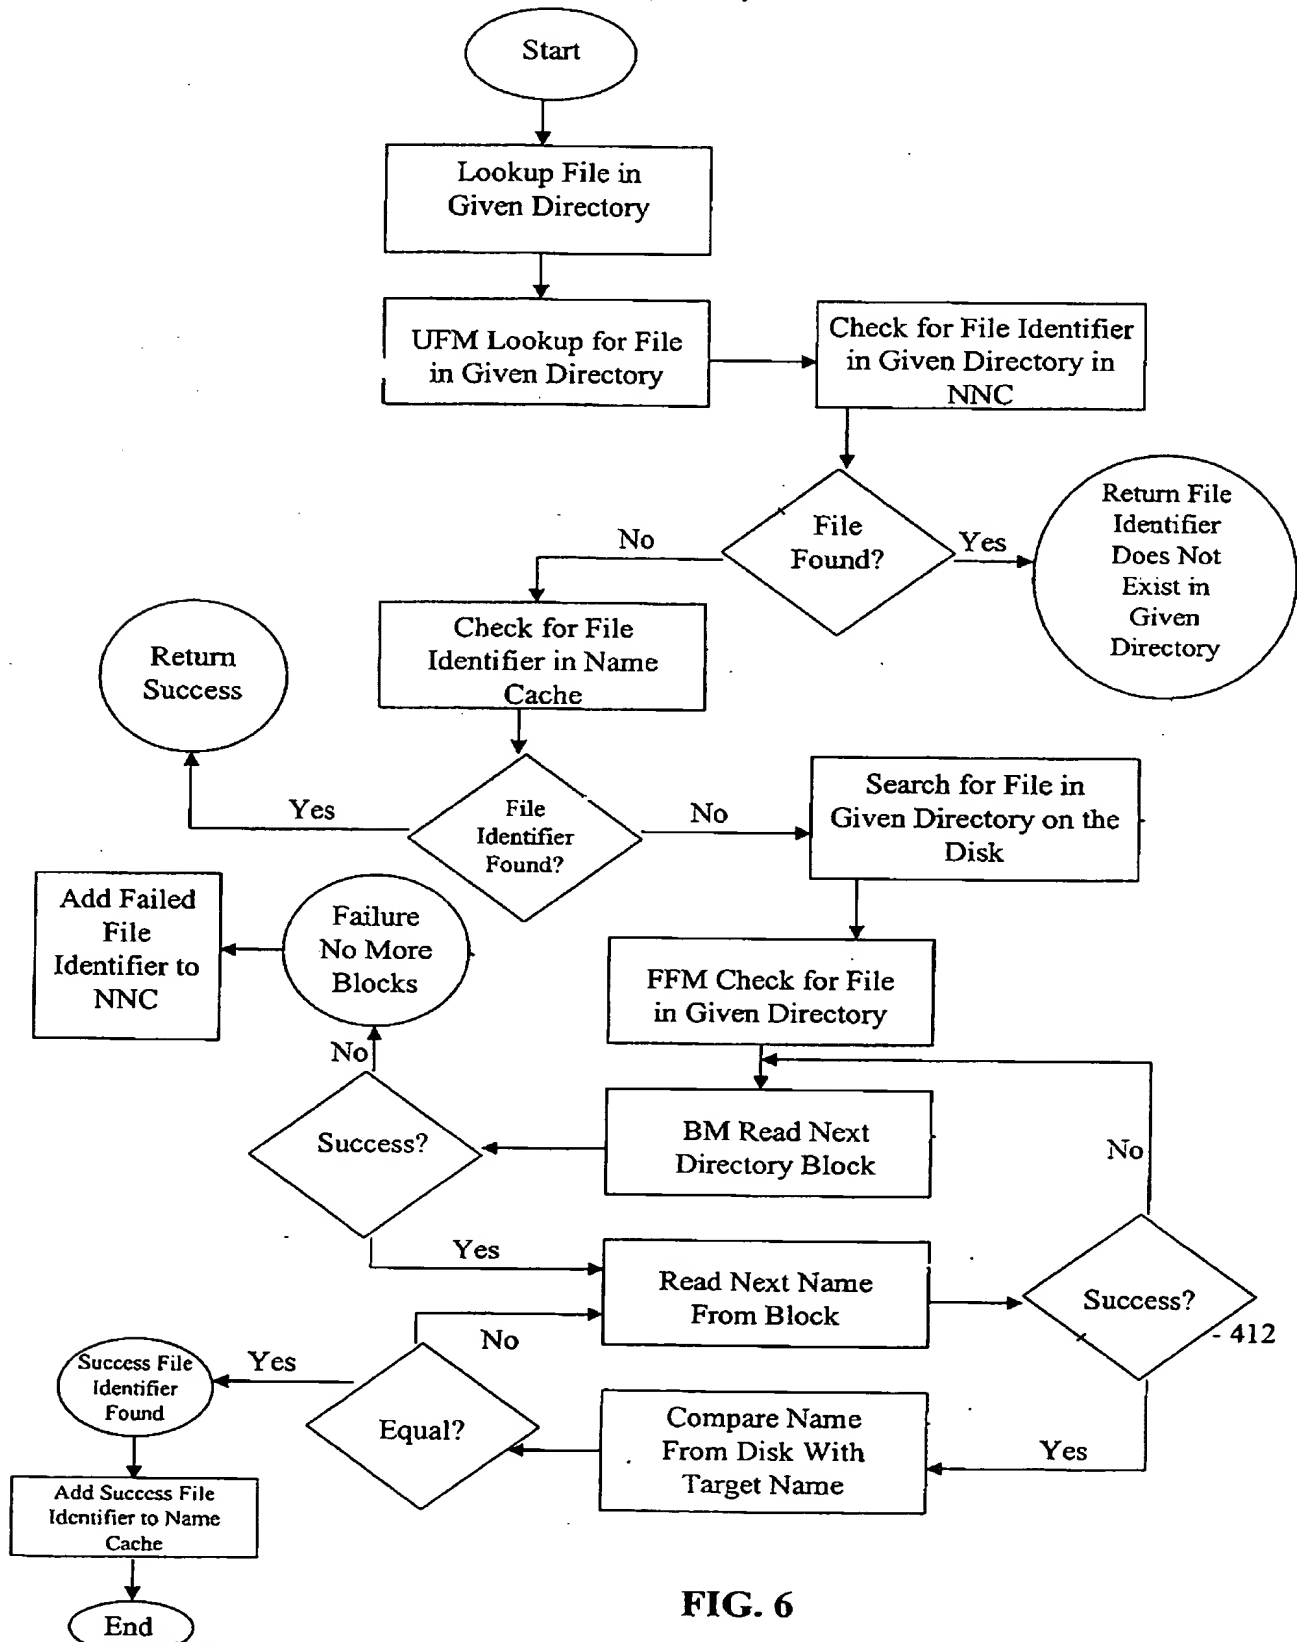 Start
Lookup File in
Given Directory
UFM Lookup for File
in Given Directory
Check for File Identifier
in Given Directory in
NNC
File
Found?
No
Yes
Return File
Identifier
Does Not
Exist in
Given
Directory
Check for File
Identifier in Name
Cache
Return
Success
File
Identifier
Found?
Yes
No
Search for File in
Given Directory on the
Disk
Add Failed
File
Identifier to
NNC
Failure
No More
Blocks
FFM Check for File
in Given Directory
No
Success?
BM Read Next
Directory Block
No
Yes
Read Next Name
From Block
Success?
- 412
No
Success File
Identifier
Found
Yes
Equal?
Compare Name
From Disk With
Target Name
Yes
Add Success File
Identifier to Name
Cache
End
FIG. 6